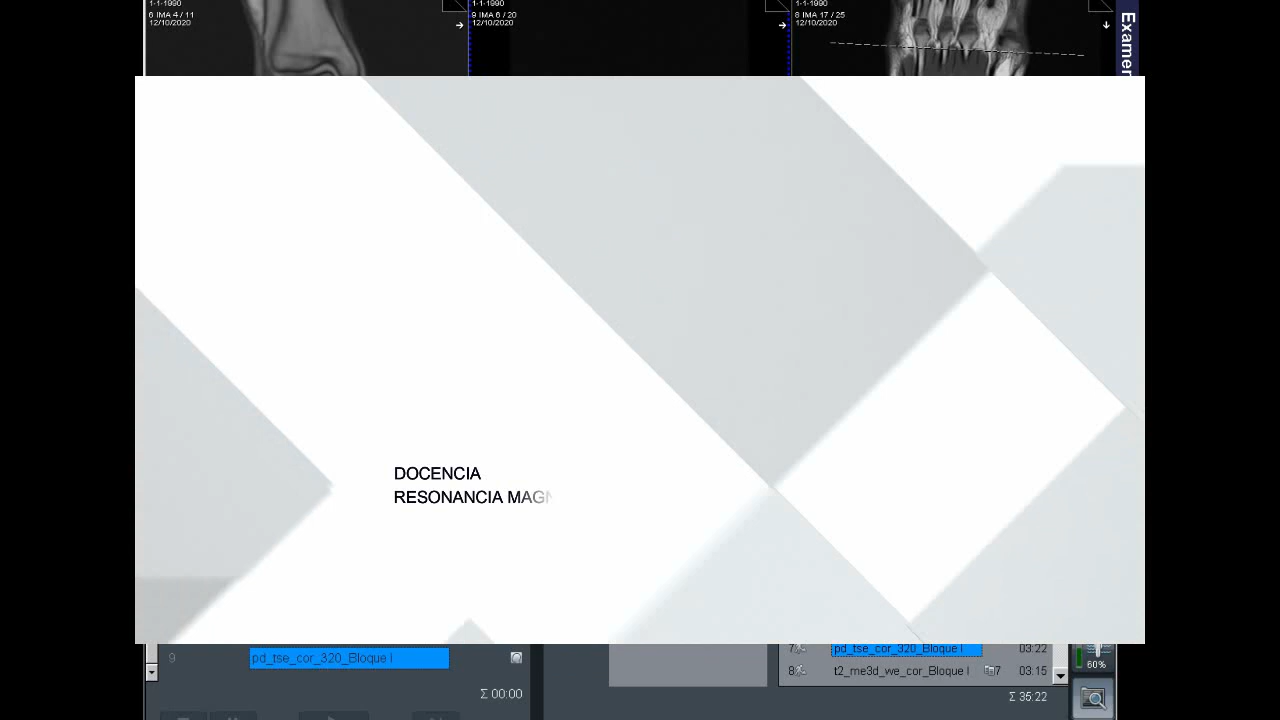 1-1-1990
6 IMA 4 / 11
12/10/2020
1-1-1990
9 IMA 6 / 20
12/10/2020
1-1-1990
8 IMA 17 / 25
12/10/2020
Examen
DOCENCIA
RESONANCIA MAGN
9 pd_tse_cor_320_Bloque I
Σ 00:00
7 pd_tse_cor_320_Bloque I 03:22
8 t2_me3d_we_cor_Bloque I 7 03:15
Σ 35:22
60%